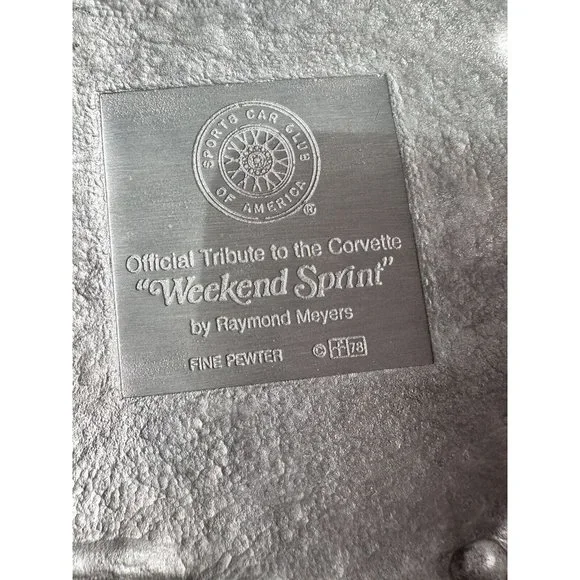 SPORTS CAR CLUB
OF AMERICA
®
Official Tribute to the Corvette
"Weekend Sprint"
by Raymond Meyers
FINE PEWTER © 78